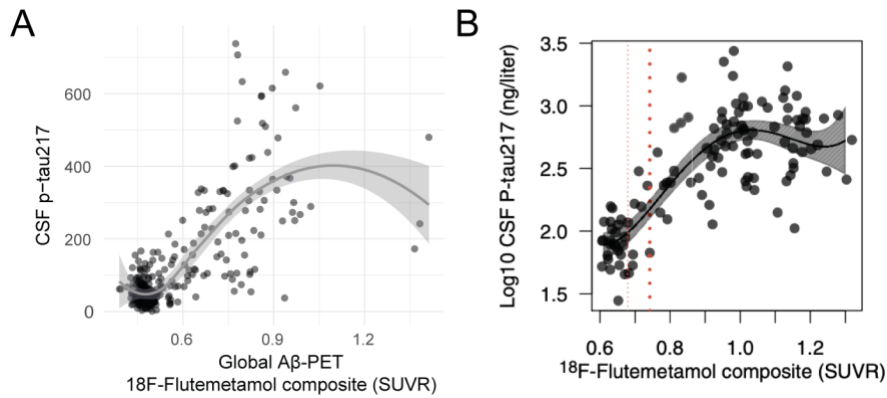 A
CSF p-tau217
600
400
200
0
0.6 0.9 1.2
Global Aβ-PET
18F-Flutemetamol composite (SUVR)
B
Log10 CSF P-tau217 (ng/liter)
3.5
3.0
2.5
2.0
1.5
0.6 0.8 1.0 1.2
¹⁸F-Flutemetamol composite (SUVR)